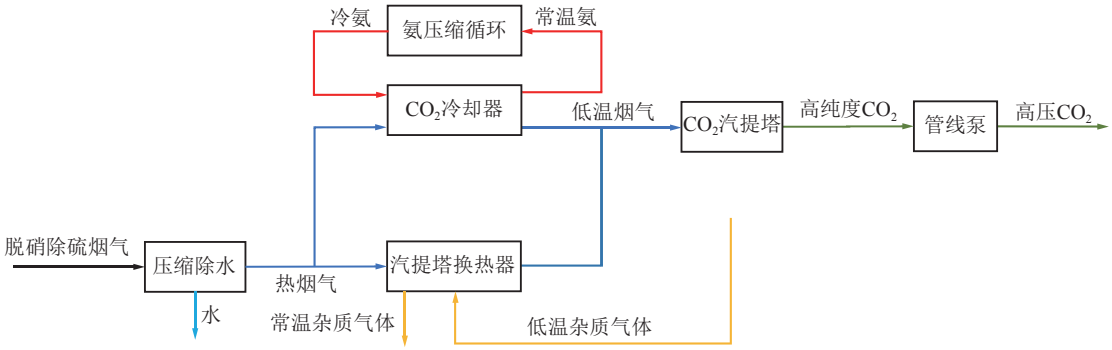 冷氨
氨压缩循环
常温氨
CO₂冷却器
低温烟气
CO₂汽提塔
高纯度CO₂
管线泵
高压CO₂
脱硝除硫烟气
压缩除水
热烟气
汽提塔换热器
水
常温杂质气体
低温杂质气体